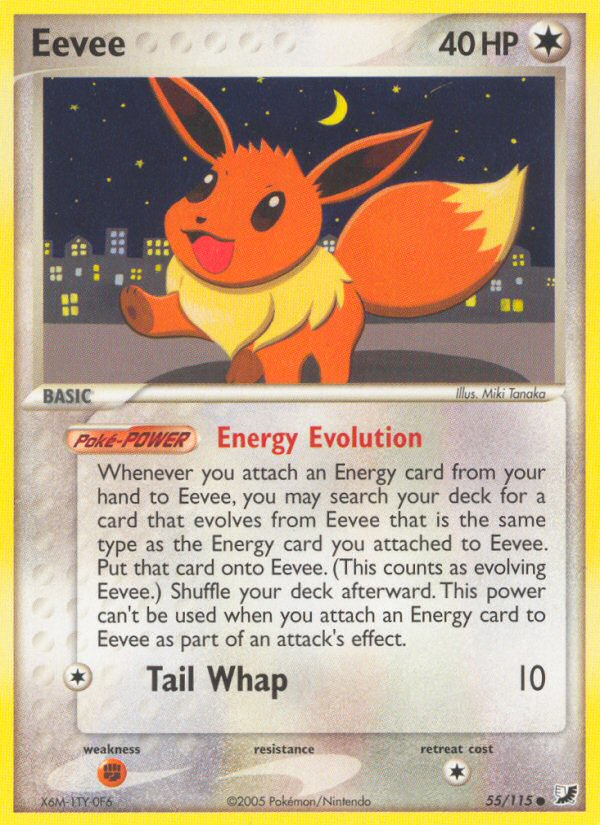 Eevee 40 HP
BASIC Illus. Miki Tanaka
Poké-POWER Energy Evolution
Whenever you attach an Energy card from your
hand to Eevee, you may search your deck for a
card that evolves from Eevee that is the same
type as the Energy card you attached to Eevee.
Put that card onto Eevee. (This counts as evolving
Eevee.) Shuffle your deck afterward. This power
can't be used when you attach an Energy card to
Eevee as part of an attack's effect.
Tail Whap 10
weakness resistance retreat cost
X6M-1TY-0F6 ©2005 Pokémon/Nintendo 55/115